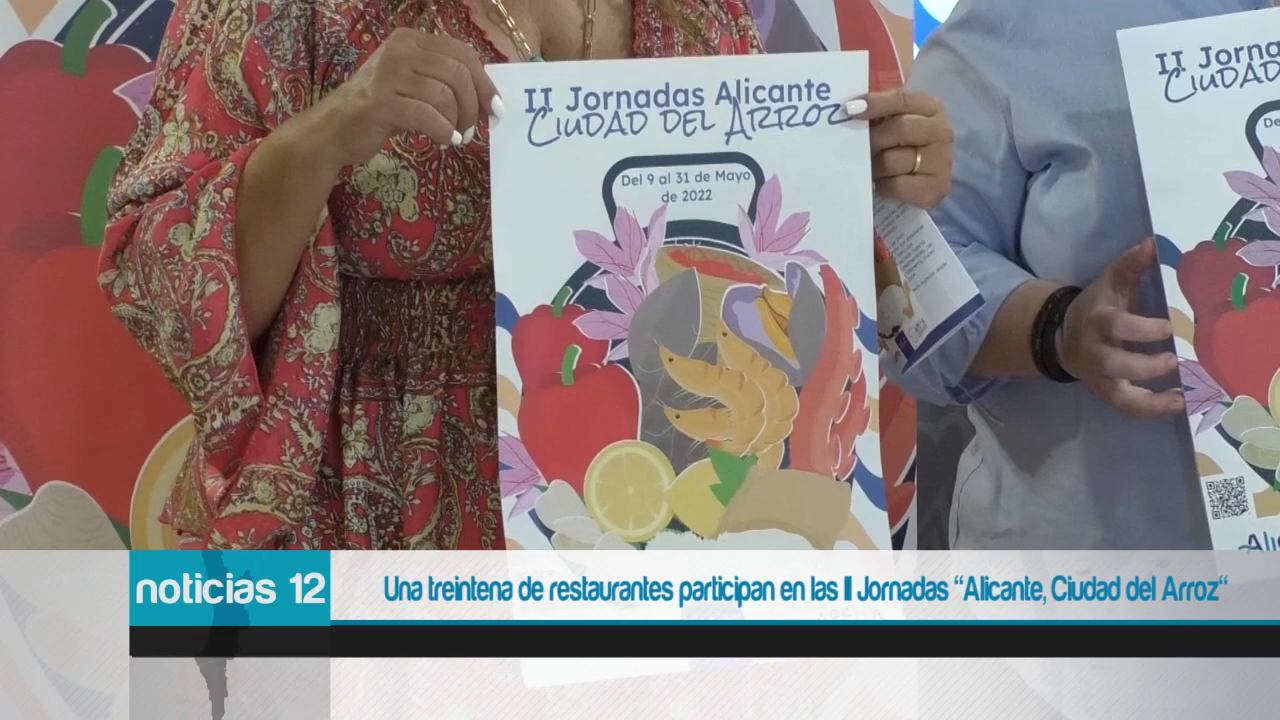 II Jornadas Alicante
CIUDAD DEL ARROZ
Del 9 al 31 de Mayo
de 2022
II Jorna
CIUDAD
De
noticias 12
Una treintena de restaurantes participan en las II Jornadas “Alicante, Ciudad del Arroz“